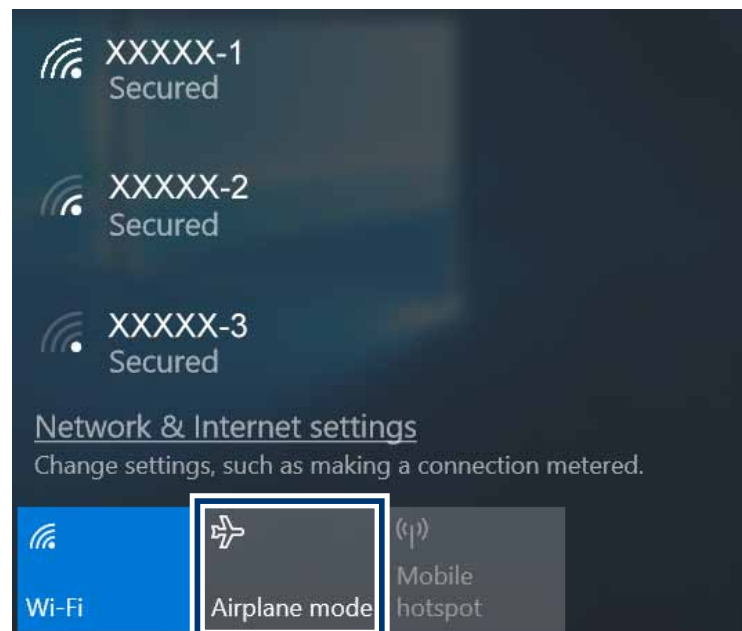 XXXXX-1
Secured
XXXXX-2
Secured
XXXXX-3
Secured
Network & Internet settings
Change settings, such as making a connection metered.
Wi-Fi
Airplane mode
Mobile
hotspot